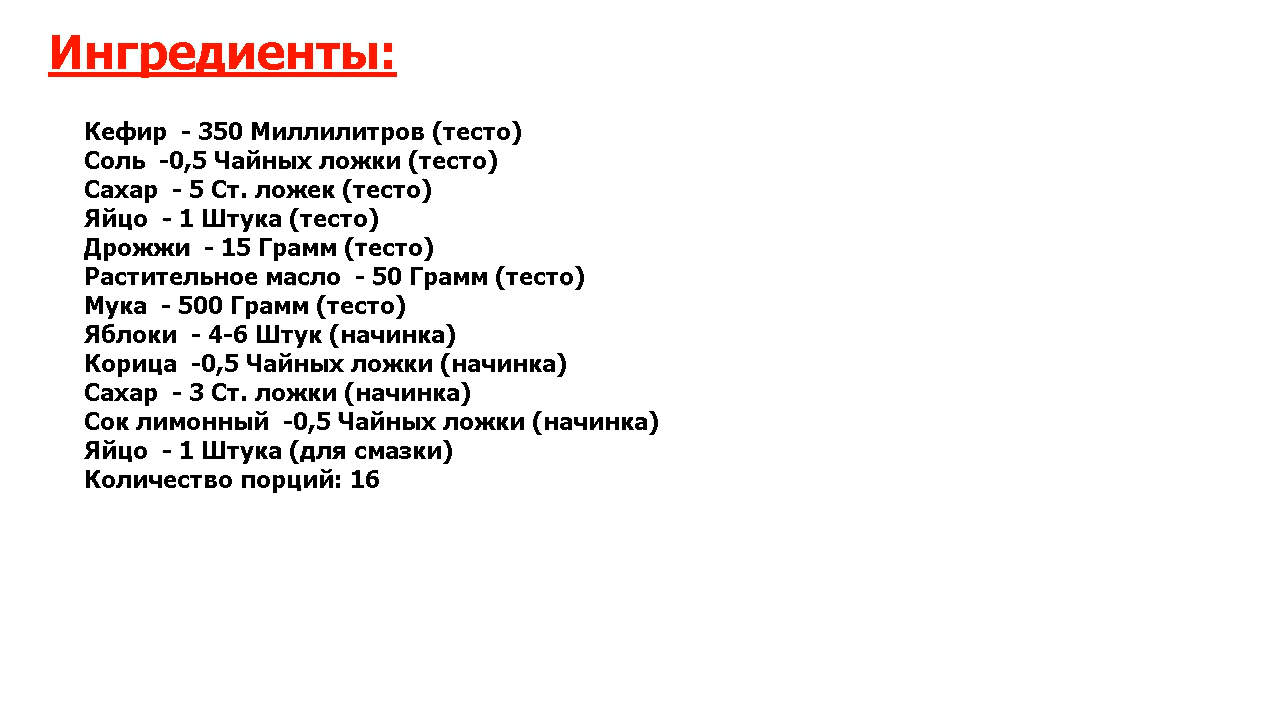 Ингредиенты:
Кефир - 350 Миллилитров (тесто)
Соль -0,5 Чайных ложки (тесто)
Сахар - 5 Ст. ложек (тесто)
Яйцо - 1 Штука (тесто)
Дрожжи - 15 Грамм (тесто)
Растительное масло - 50 Грамм (тесто)
Мука - 500 Грамм (тесто)
Яблоки - 4-6 Штук (начинка)
Корица -0,5 Чайных ложки (начинка)
Сахар - 3 Ст. ложки (начинка)
Сок лимонный -0,5 Чайных ложки (начинка)
Яйцо - 1 Штука (для смазки)
Количество порций: 16